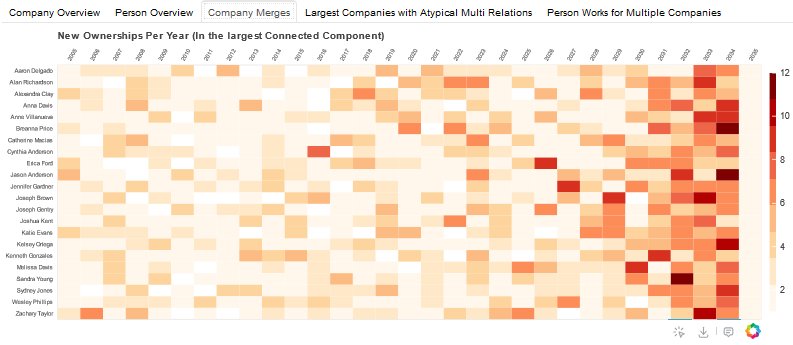 Company Overview Person Overview Company Merges Largest Companies with Atypical Multi Relations Person Works for Multiple Companies
New Ownerships Per Year (In the largest Connected Component)
2005 2006 2007 2008 2009 2010 2011 2012 2013 2014 2015 2016 2017 2018 2019 2020 2021 2022 2023 2024 2025 2026 2027 2028 2029 2030 2031 2032 2033 2034 2035
Aaron Delgado
Alan Richardson
Alexandria Clay
Anna Davis
Anne Villanueva
Breanna Price
Catherine Macias
Cynthia Anderson
Erica Ford
Jason Anderson
Jennifer Gardner
Joseph Brown
Joseph Gentry
Joshua Kent
Katie Evans
Kelsey Ortega
Kenneth Gonzales
Melissa Davis
Sandra Young
Sydney Jones
Wesley Phillips
Zachary Taylor
12
10
8
6
4
2